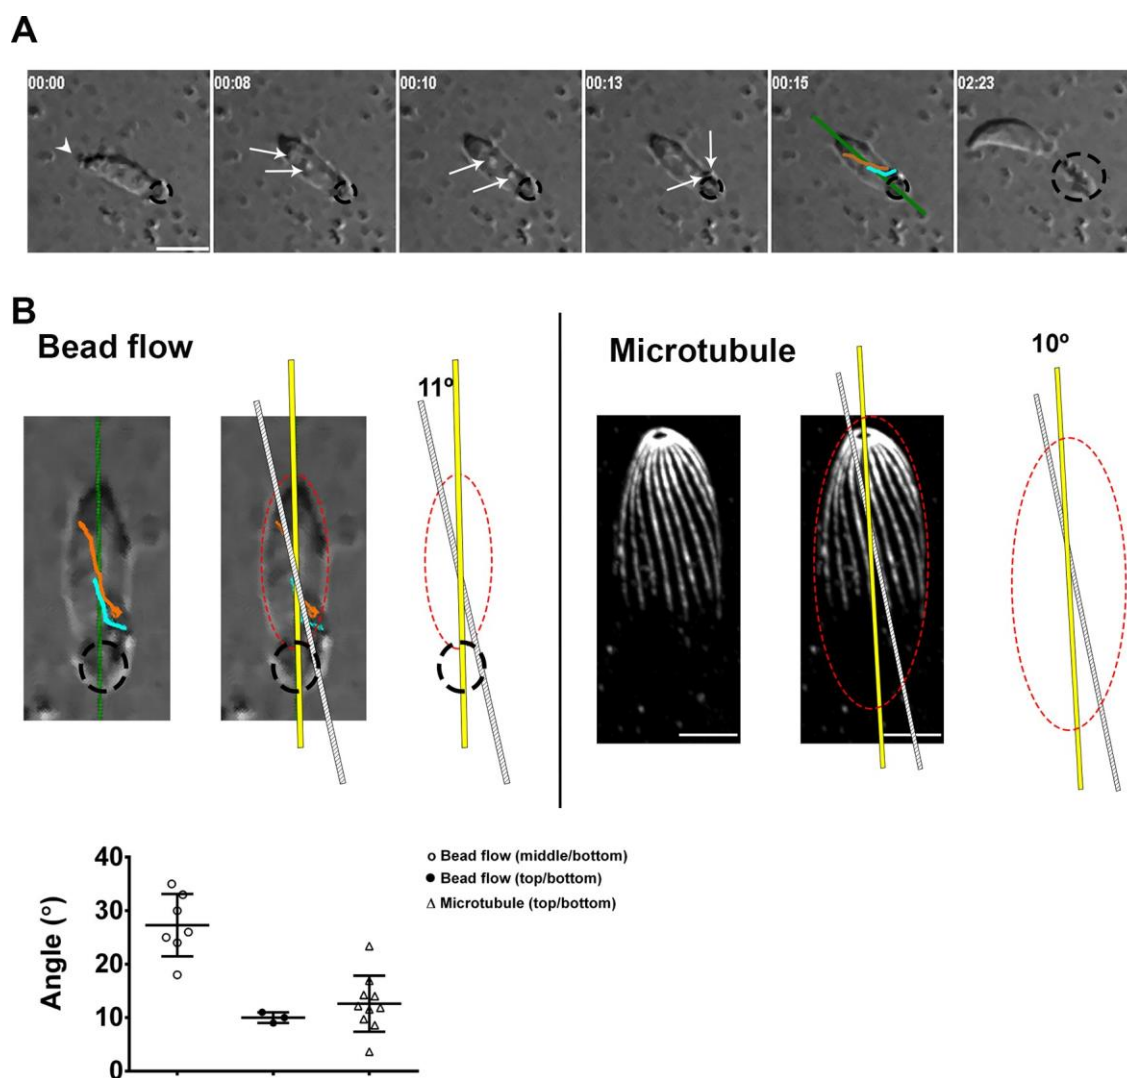 A
00:00 00:08 00:10 00:13 00:15 02:23
B
Bead flow
11º
Microtubule
10º
Angle (°)
40
30
20
10
0
Bead flow (middle/bottom)
Bead flow (top/bottom)
Microtubule (top/bottom)